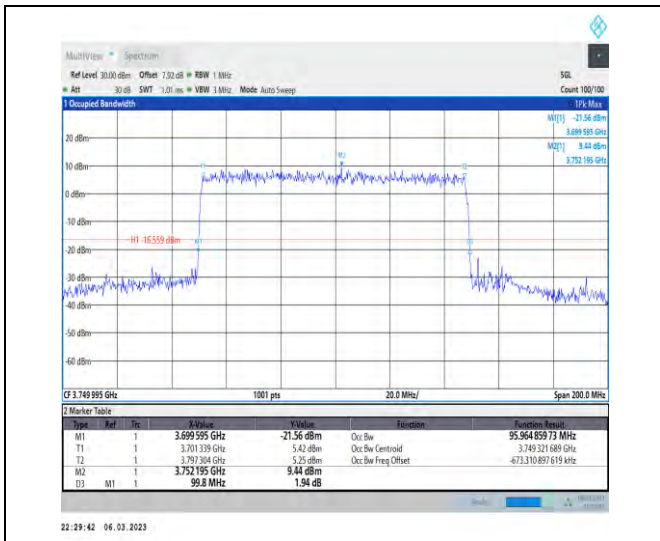 MultiView Spectrum
Ref Level 30.00 dBm Offset 7.92 dB RBW 1 MHz SGL
Att 30 dB SWT 1.01 ms VBW 3 MHz Mode Auto Sweep Count 100/100
1 Occupied Bandwidth 1Pk Max
M1[1] -21.56 dBm
3.699 595 GHz
M2[1] 9.44 dBm
3.752 195 GHz
20 dBm
M2
10 dBm
0 dBm
-10 dBm
H1 -16.559 dBm
M1
-20 dBm
-30 dBm
-40 dBm
-50 dBm
-60 dBm
CF 3.749 995 GHz 1001 pts 20.0 MHz/ Span 200.0 MHz
2 Marker Table
Type Ref Trc X-Value Y-Value Function Function Result
M1 1 3.699 595 GHz -21.56 dBm Occ Bw 95.964 859 73 MHz
T1 1 3.701 339 GHz 5.42 dBm Occ Bw Centroid 3.749 321 689 GHz
T2 1 3.797 304 GHz 5.25 dBm Occ Bw Freq Offset -673.310 897 619 kHz
M2 1 3.752 195 GHz 9.44 dBm
D3 M1 1 99.8 MHz 1.94 dB
22:29:42 06.03.2023